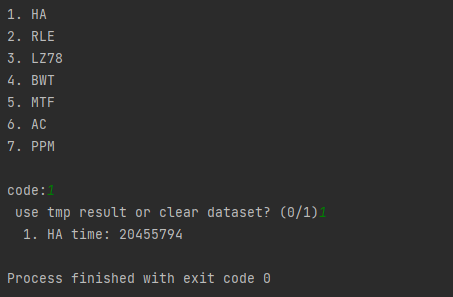 1. HA
2. RLE
3. LZ78
4. BWT
5. MTF
6. AC
7. PPM
code:1
use tmp result or clear dataset? (0/1)1
1. HA time: 20455794
Process finished with exit code 0